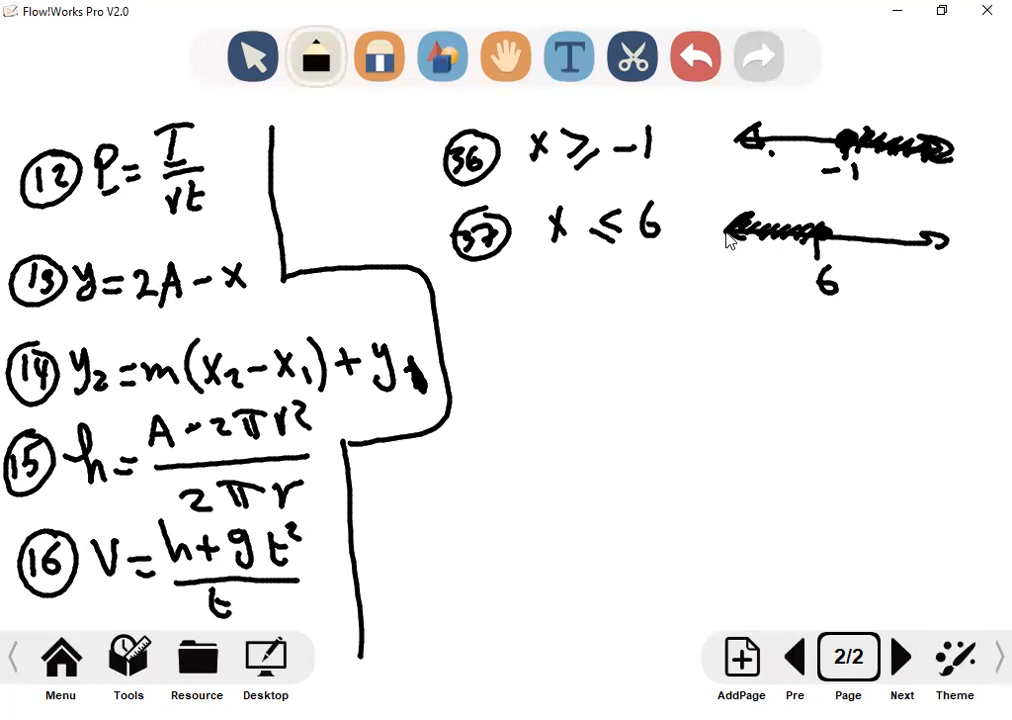 Flow!Works Pro V2.0
T
12 P = I / rt
13 y = 2A - x
14 y₂ = m(x₂ - x₁) + y₁
15 h = A - 2πr² / 2πr
16 V = h + gt² / t
36 x ≥ -1
-1
37 x ≤ 6
6
Menu Tools Resource Desktop
2/2
AddPage Pre Page Next Theme